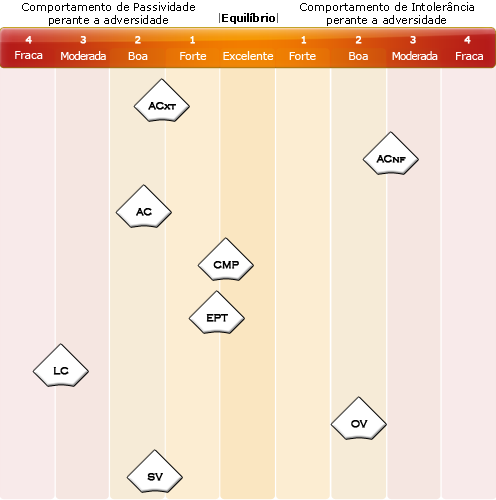 Comportamento de Passividade
perante a adversidade
|Equilíbrio|
Comportamento de Intolerância
perante a adversidade
4 3 2 1 1 2 3 4
Fraca Moderada Boa Forte Excelente Forte Boa Moderada Fraca
ACXT
ACNF
AC
CMP
EPT
LC
OV
SV